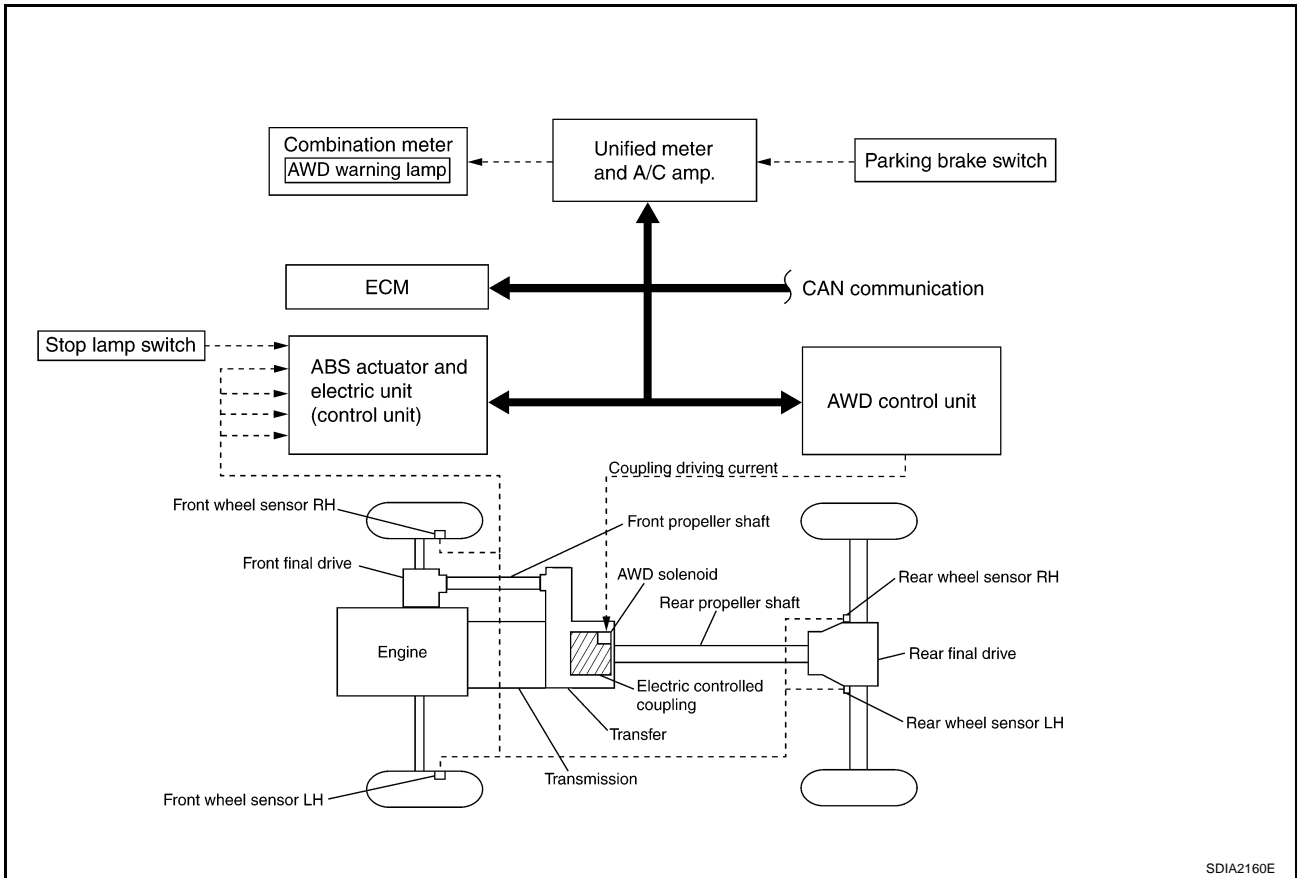 Combination meter
AWD warning lamp
Unified meter
and A/C amp.
Parking brake switch
ECM
CAN communication
Stop lamp switch
ABS actuator and
electric unit
(control unit)
AWD control unit
Coupling driving current
Front wheel sensor RH
Front propeller shaft
Front final drive
AWD solenoid
Rear wheel sensor RH
Rear propeller shaft
Engine
Rear final drive
Electric controlled
coupling
Rear wheel sensor LH
Transfer
Transmission
Front wheel sensor LH
SDIA2160E